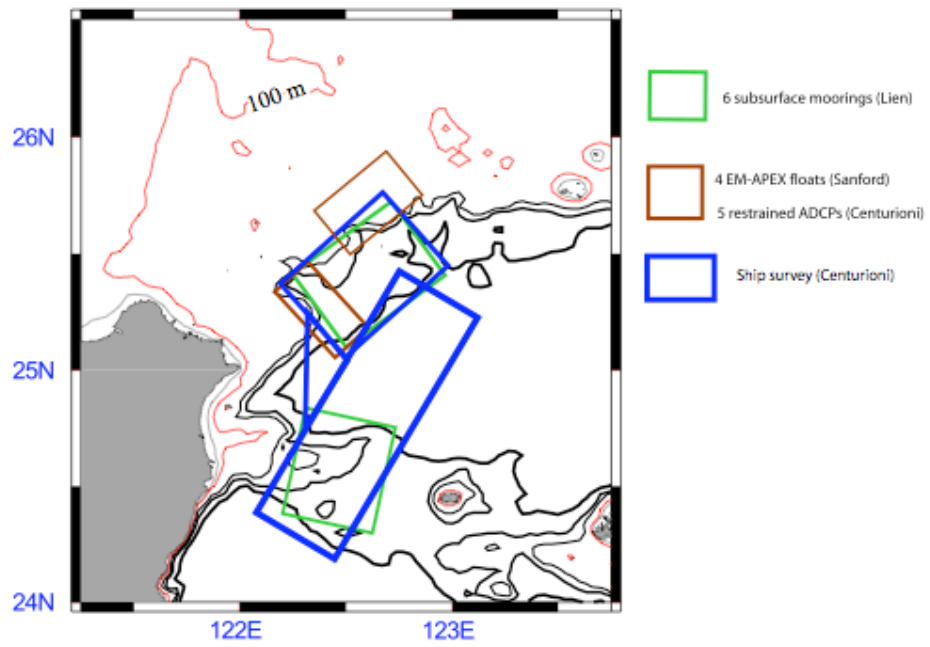 100 m
26N
25N
24N
122E
123E
6 subsurface moorings (Lien)
4 EM-APEX floats (Sanford)
5 restrained ADCPs (Centurioni)
Ship survey (Centurioni)